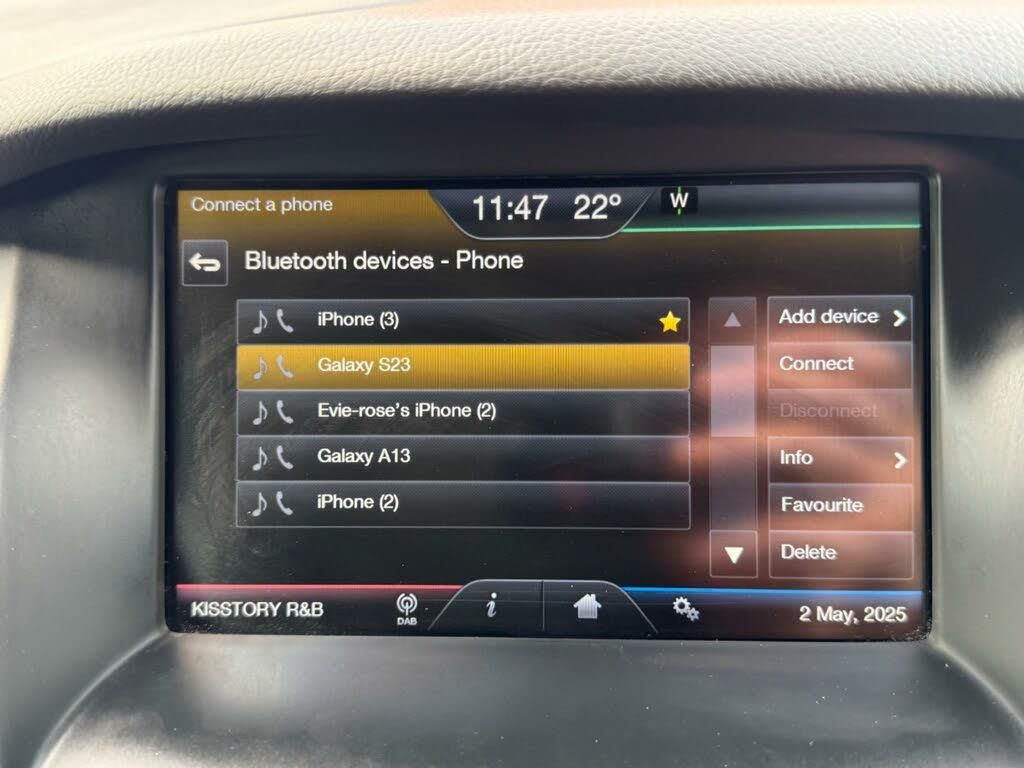 Connect a phone
11:47 22° W
Bluetooth devices - Phone
iPhone (3)
Galaxy S23
Evie-rose's iPhone (2)
Galaxy A13
iPhone (2)
Add device
Connect
Disconnect
Info
Favourite
Delete
KISSTORY R&B
DAB
i
2 May, 2025